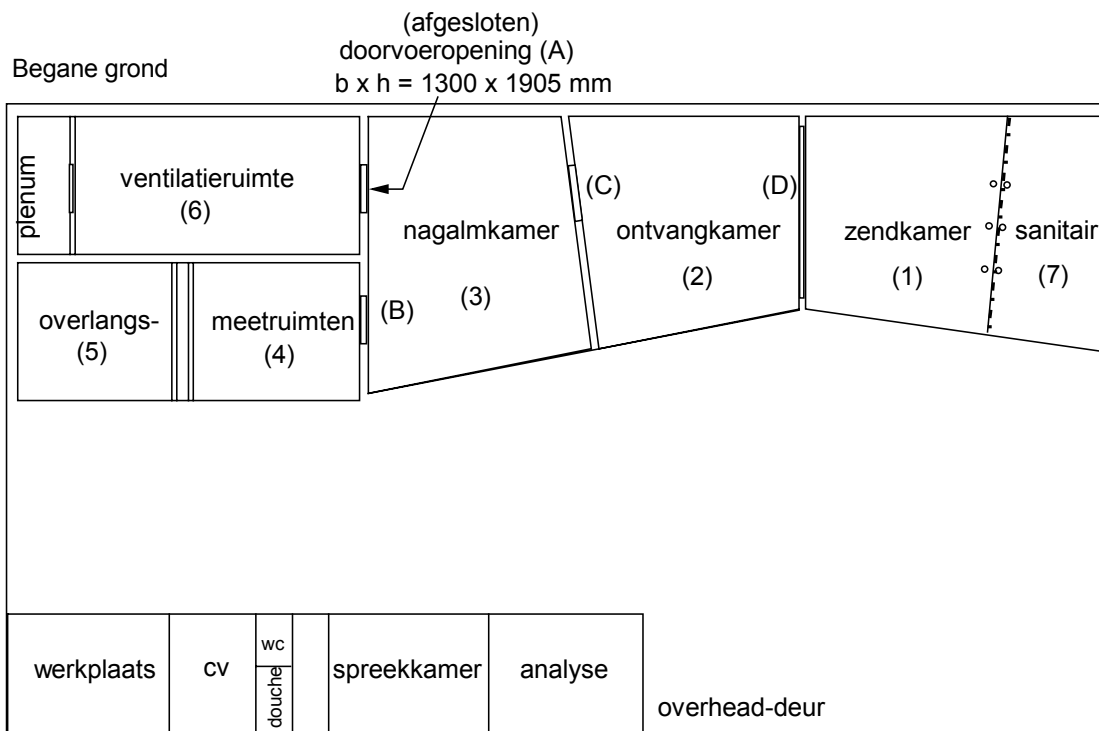 (afgesloten)
doorvoeropening (A)
b x h = 1300 x 1905 mm
Begane grond
plenum
ventilatieruimte
(6)
nagalmkamer
(3)
(C)
ontvangkamer
(2)
(D)
zendkamer
(1)
sanitair
(7)
overlangs-
(5)
meetruimten
(4)
(B)
werkplaats
cv
wc
douche
spreekkamer
analyse
overhead-deur